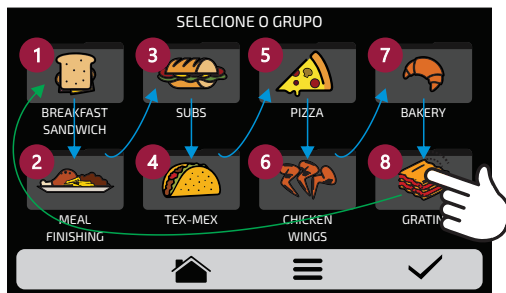 SELECIONE O GRUPO
1
BREAKFAST
SANDWICH
3
SUBS
5
PIZZA
7
BAKERY
2
MEAL
FINISHING
4
TEX-MEX
6
CHICKEN
WINGS
8
GRATIN